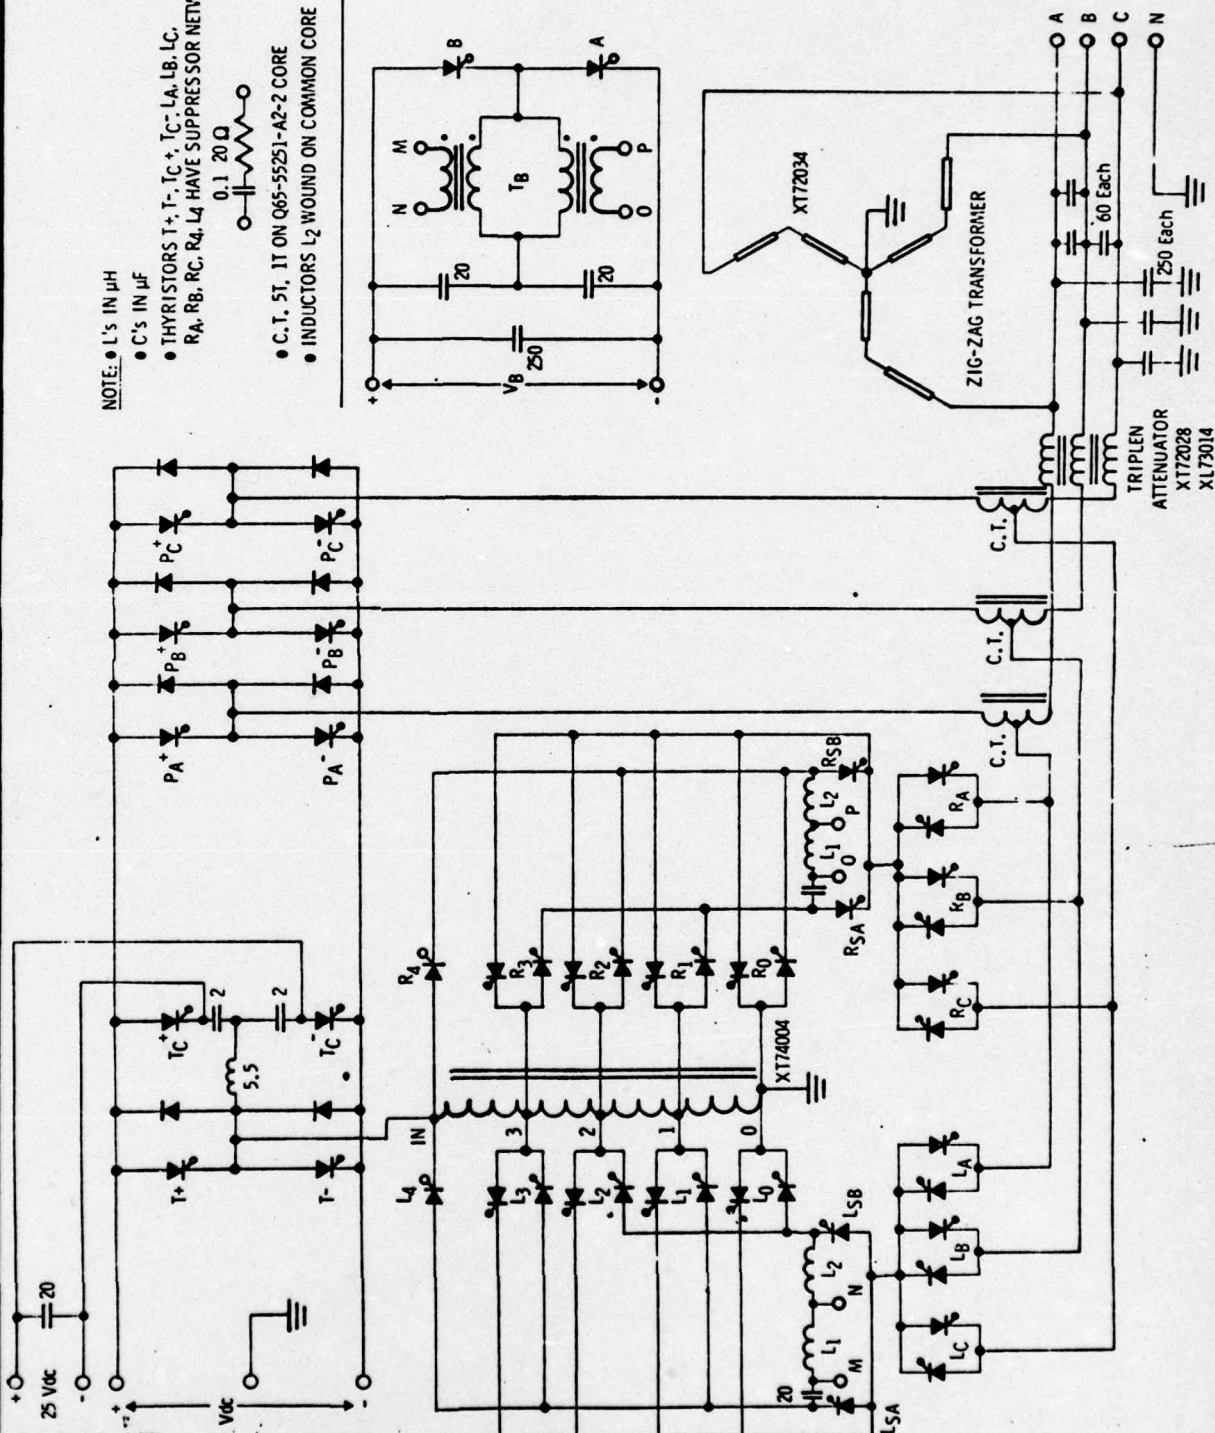 NOTE: • L's IN μH
• C's IN μF
• THYRISTORS T+, T-, TC+, TC-, LA, LB, LC,
RA, RB, RC, R4, L4 HAVE SUPPRESSOR
0.1 20 Ω
• C.T. 5T, 1T ON Q65-55251-A2-2 CORE
• INDUCTORS L2 WOUND ON COMMON CORE
+
-
VB
250
20
20
N
M
TB
O
P
B
A
+
25 Vdc
-
20
+
Vdc
-
T+
T-
TC+
TC-
2
2
5.5
PA+
PA-
PB+
PB-
PC+
PC-
IN
3
2
1
0
XT74004
L4
L3
L2
L1
L0
R4
R3
R2
R1
R0
LSA
20
M
L1
N
L2
LSB
RSA
O
L1
P
L2
RSB
LC
LB
LA
RC
RB
RA
C.T.
C.T.
C.T.
TRIPLEN
ATTENUATOR
XT72028
XL73014
XT72034
ZIG-ZAG TRANSFORMER
60 Each
250 Each
A
B
C
N